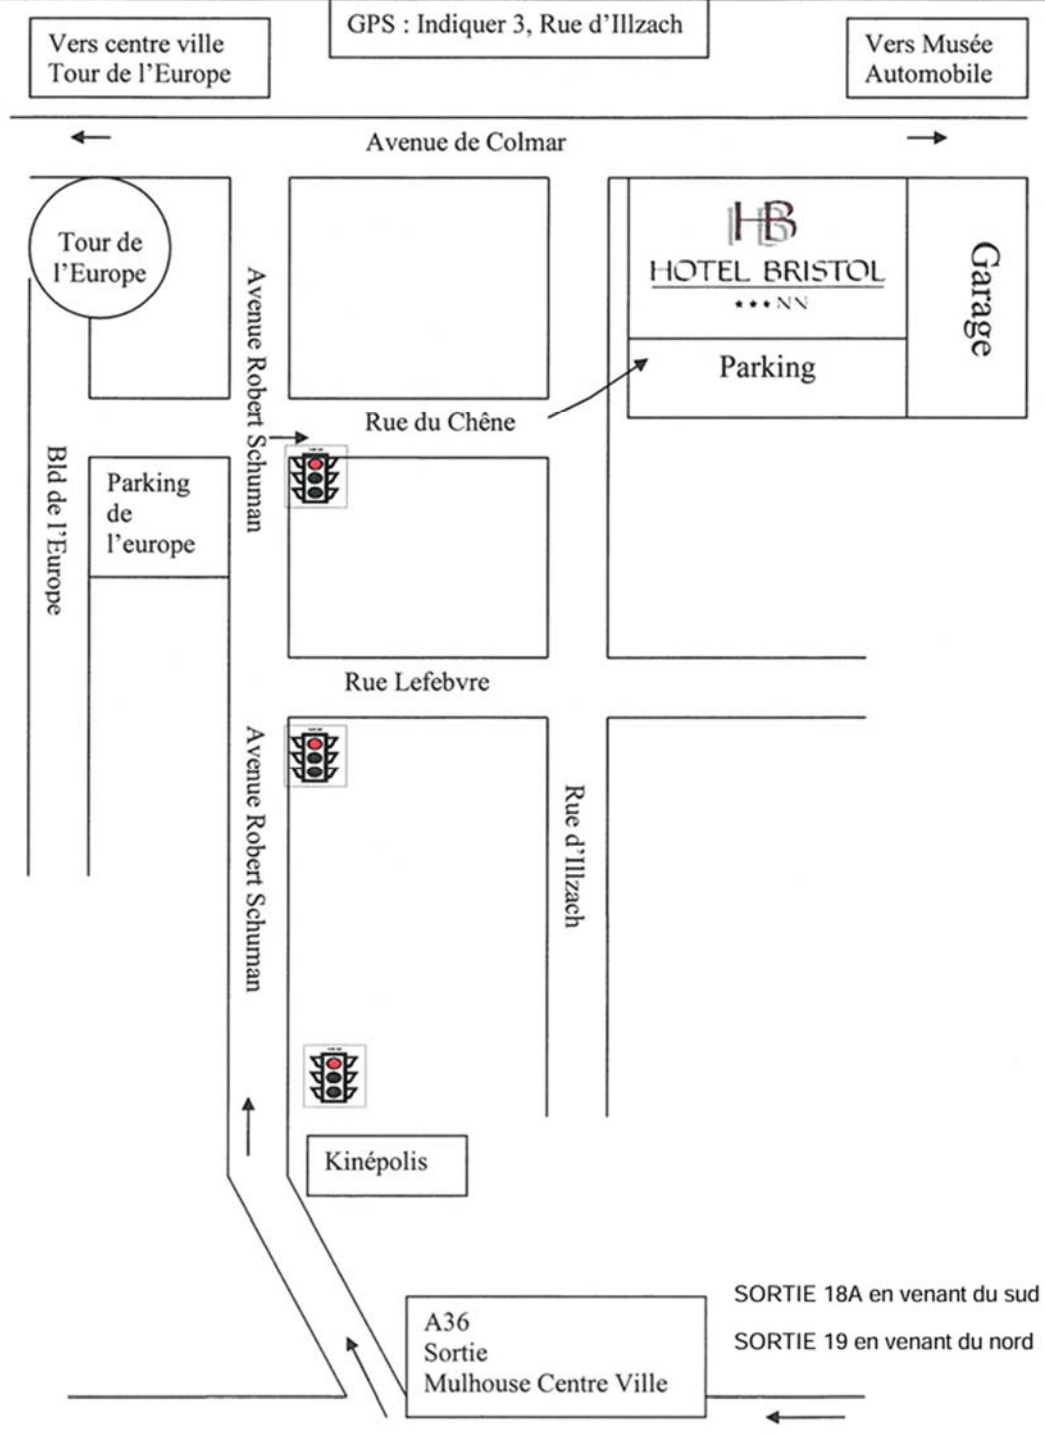 GPS : Indiquer 3, Rue d’Illzach
Vers centre ville
Tour de l’Europe
Vers Musée
Automobile
Avenue de Colmar
Tour de
l’Europe
Avenue Robert Schuman
HB
HOTEL BRISTOL
***NN
Parking
Garage
Rue du Chêne
Bld de l’Europe
Parking
de
l’europe
Rue Lefebvre
Avenue Robert Schuman
Rue d’Illzach
Kinépolis
A36
Sortie
Mulhouse Centre Ville
SORTIE 18A en venant du sud
SORTIE 19 en venant du nord